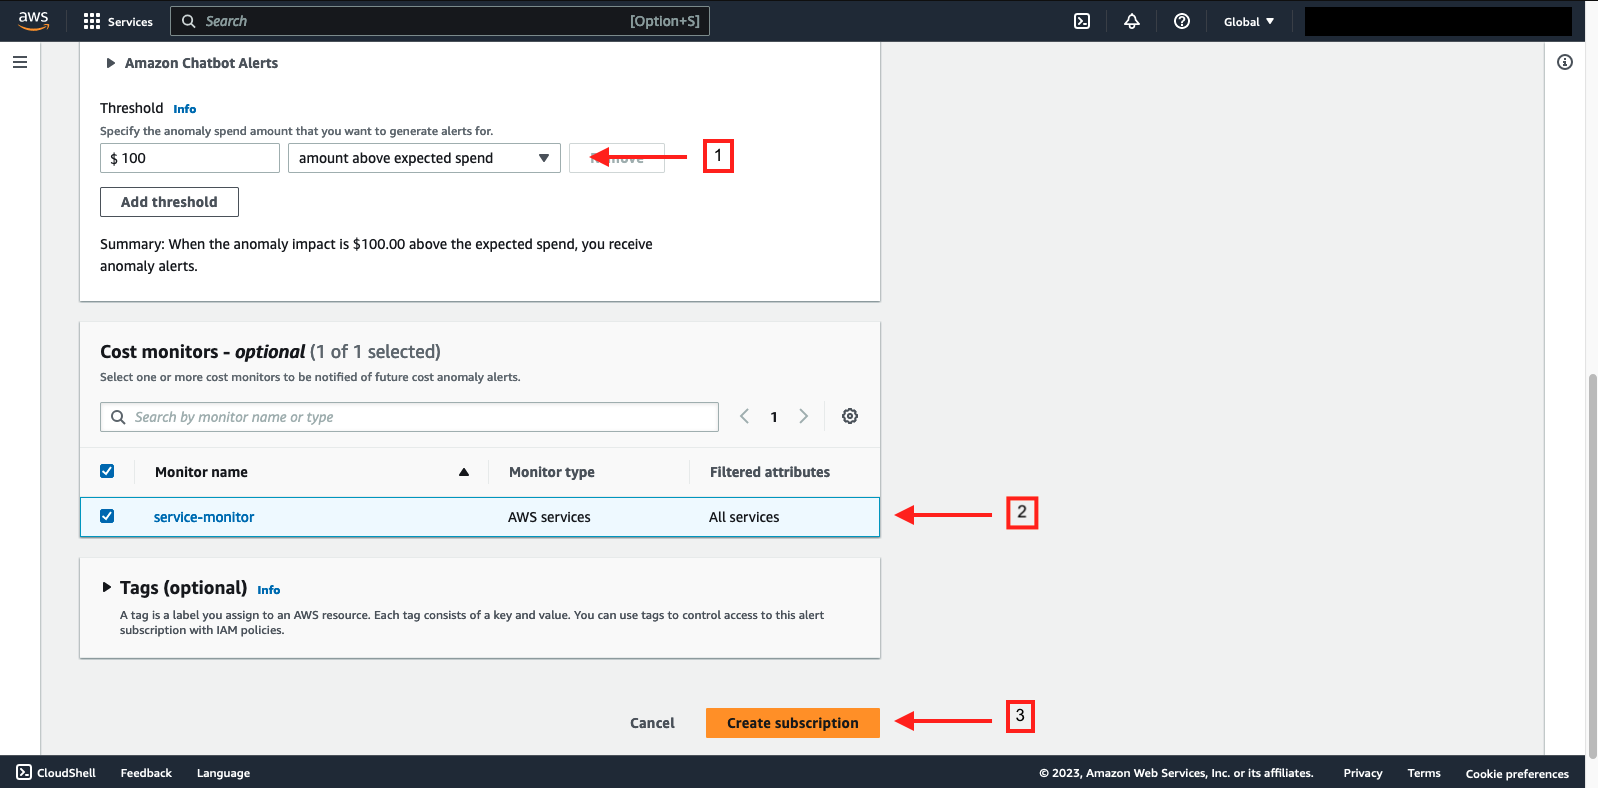 aws Services Search [Option+S] Global
Amazon Chatbot Alerts
Threshold Info
Specify the anomaly spend amount that you want to generate alerts for.
$ 100 amount above expected spend Remove 1
Add threshold
Summary: When the anomaly impact is $100.00 above the expected spend, you receive
anomaly alerts.
Cost monitors - optional (1 of 1 selected)
Select one or more cost monitors to be notified of future cost anomaly alerts.
Search by monitor name or type 1
Monitor name Monitor type Filtered attributes
service-monitor AWS services All services 2
Tags (optional) Info
A tag is a label you assign to an AWS resource. Each tag consists of a key and value. You can use tags to control access to this alert
subscription with IAM policies.
Cancel Create subscription 3
CloudShell Feedback Language © 2023, Amazon Web Services, Inc. or its affiliates. Privacy Terms Cookie preferences